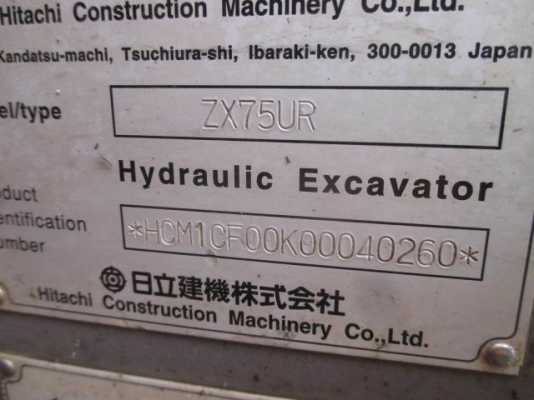 Hitachi Construction Machinery Co.,Ltd.
Kandatsu-machi, Tsuchiura-shi, Ibaraki-ken, 300-0013 Japan
el/type ZX75UR
Hydraulic Excavator
oduct
entification
umber *HCM1CF00K00040260*
日立建機株式会社
Hitachi Construction Machinery Co.,Ltd.